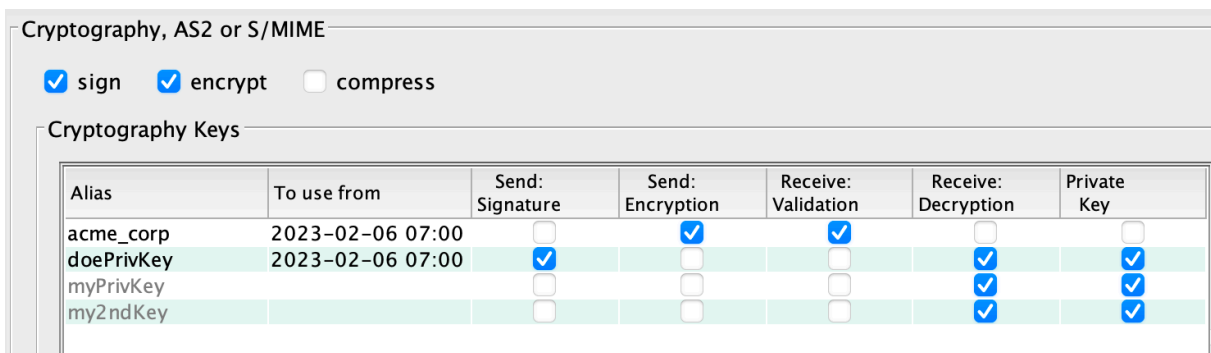 Cryptography, AS2 or S/MIME
sign encrypt compress
Cryptography Keys
Alias To use from Send: Signature Send: Encryption Receive: Validation Receive: Decryption Private Key
acme_corp 2023-02-06 07:00
doePrivKey 2023-02-06 07:00
myPrivKey
my2ndKey